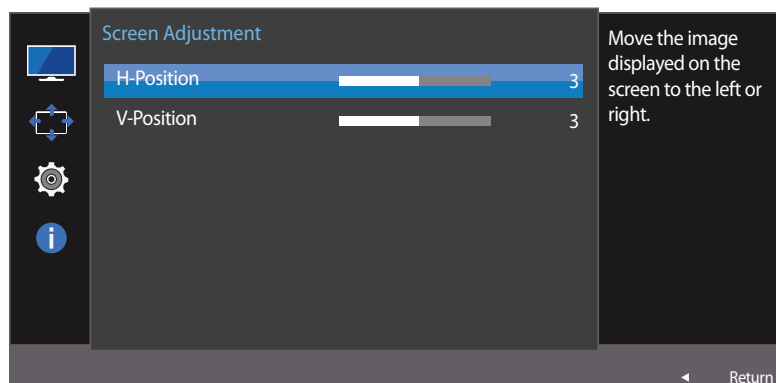 Screen Adjustment
H-Position 3
V-Position 3
Move the image
displayed on the
screen to the left or
right.
i
Return